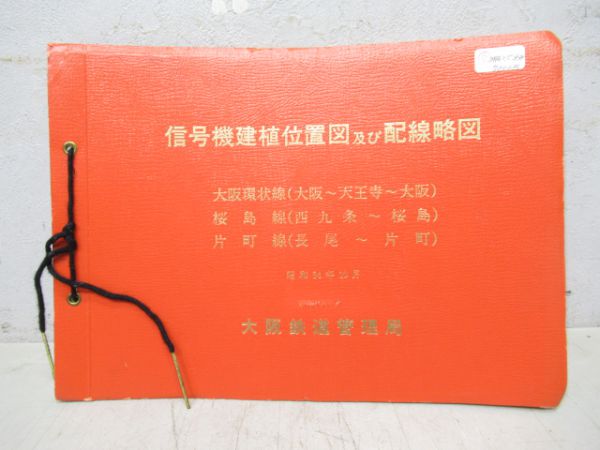 信号機建植位置図及び配線略図
大阪環状線(大阪～天王寺～大阪)
桜島線(西九条～桜島)
片町線(長尾～片町)
大阪鉄道管理局